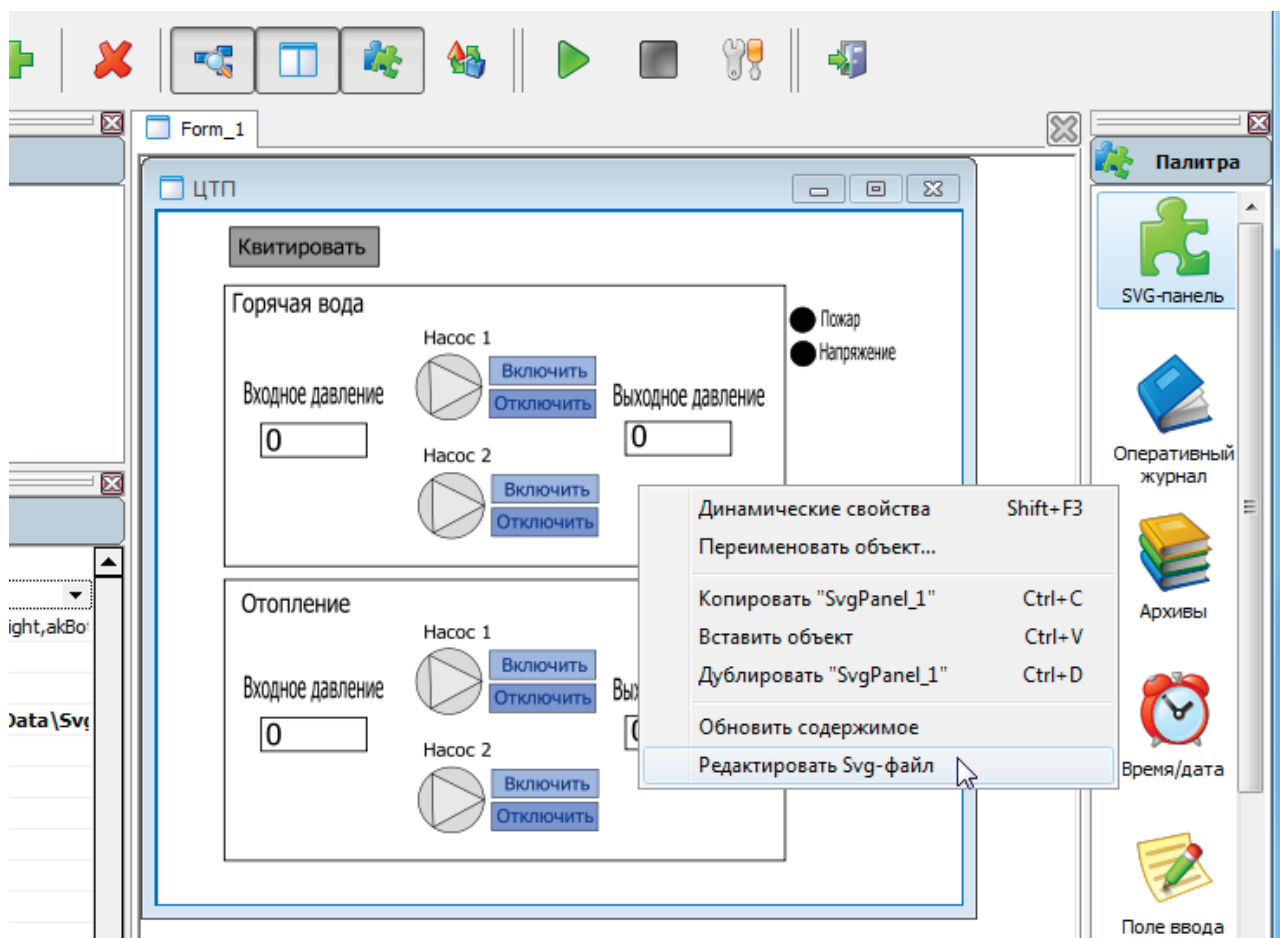 Form_1
Палитра
ЦТП
Квитировать
SVG-панель
Горячая вода
Пожар
Насос 1
Напряжение
Включить
Входное давление
Отключить
Выходное давление
0
0
Насос 2
Оперативный
журнал
Включить
Отключить
Динамические свойства Shift+F3
Переименовать объект...
Копировать "SvgPanel_1" Ctrl+C
Вставить объект Ctrl+V
Дублировать "SvgPanel_1" Ctrl+D
Обновить содержимое
Редактировать Svg-файл
Отопление
Архивы
ight,akBo
Насос 1
Включить
Входное давление
Отключить
Вы
Data\Svg
0
Насос 2
Время/дата
Включить
Отключить
Поле ввода